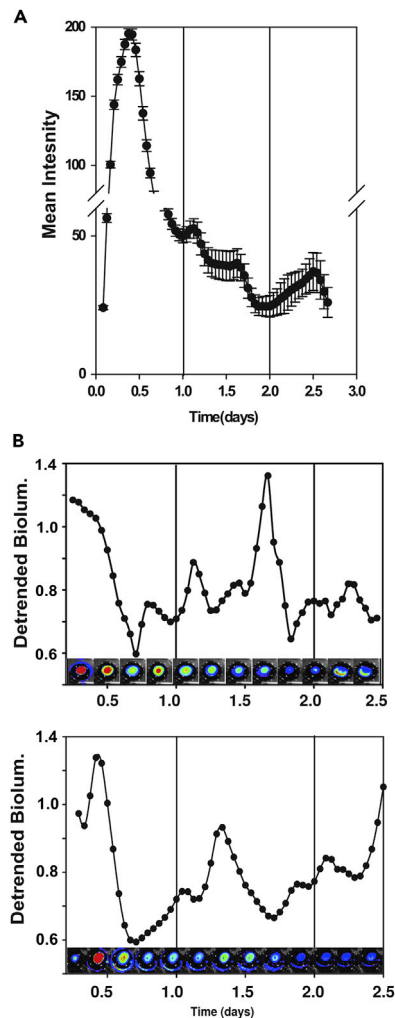 A
200
150
100
50
0
Mean Intesnity
0.0 0.5 1.0 1.5 2.0 2.5 3.0
Time(days)
B
1.4
1.0
0.8
0.6
Detrended Biolum.
0.5 1.0 1.5 2.0 2.5
1.4
1.0
0.8
0.6
Detrended Biolum.
0.5 1.0 1.5 2.0 2.5
Time (days)